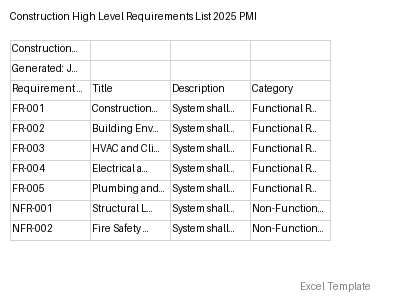 Construction High Level Requirements List 2025 PMI
Construction...
Generated: J...
Requirement... Title Description Category
FR-001 Construction... System shall... Functional R...
FR-002 Building Env... System shall... Functional R...
FR-003 HVAC and Cli... System shall... Functional R...
FR-004 Electrical a... System shall... Functional R...
FR-005 Plumbing and... System shall... Functional R...
NFR-001 Structural L... System shall... Non-Function...
NFR-002 Fire Safety ... System shall... Non-Function...
Excel Template